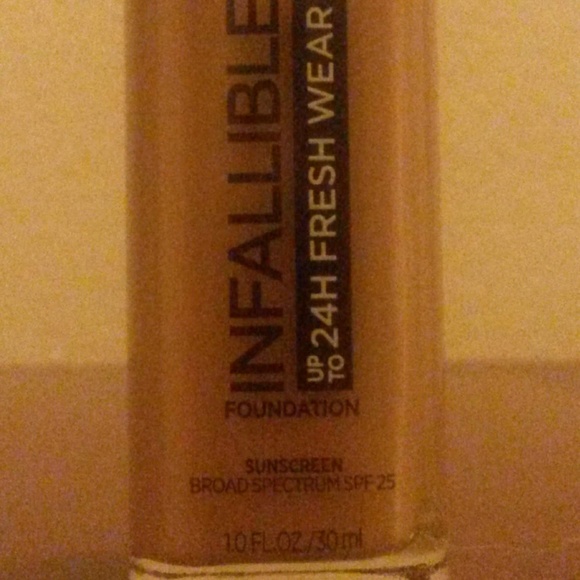 INFALLIBLE
UP TO 24H FRESH WEAR
FOUNDATION
SUNSCREEN
BROAD SPECTRUM SPF 25
1.0 FL.OZ./30 ml